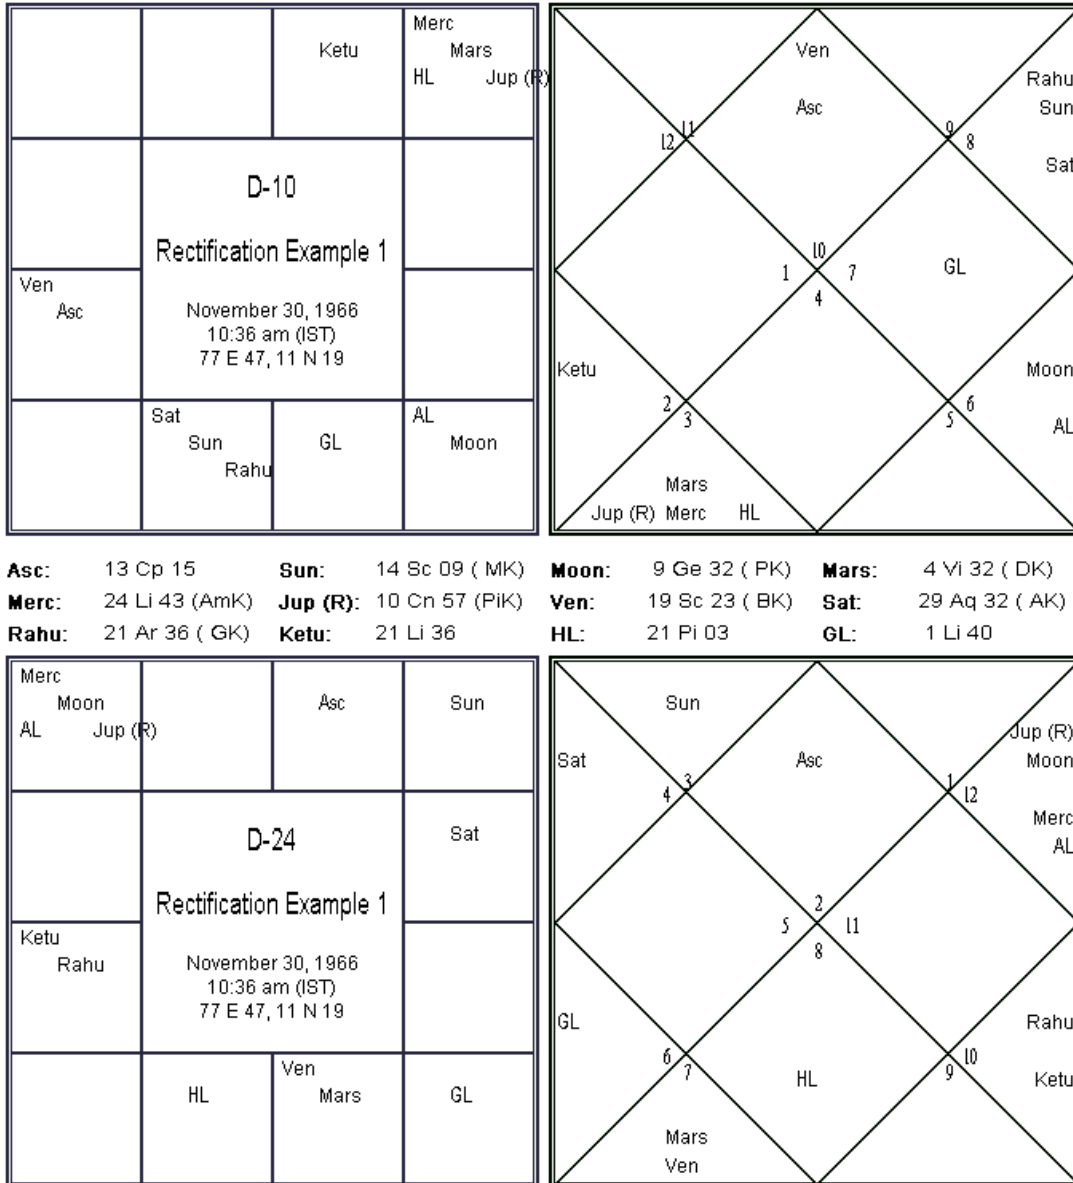 Ketu
Merc
Mars
HL Jup (R)
D-10
Rectification Example 1
November 30, 1966
10:36 am (IST)
77 E 47, 11 N 19
Ven
Asc
Sat
Sun
Rahu
GL
AL
Moon
Ven
Asc
Rahu
Sun
Sat
11
12
9
8
10
1 7
4
GL
Ketu
Moon
AL
2
3
6
5
Mars
Jup (R) Merc HL
Asc: 13 Cp 15 Sun: 14 Sc 09 ( MK) Moon: 9 Ge 32 ( PK) Mars: 4 Vi 32 ( DK)
Merc: 24 Li 43 (AmK) Jup (R): 10 Cn 57 (PiK) Ven: 19 Sc 23 ( BK) Sat: 29 Aq 32 ( AK)
Rahu: 21 Ar 36 ( GK) Ketu: 21 Li 36 HL: 21 Pi 03 GL: 1 Li 40
Merc
Moon
AL Jup (R)
Asc
Sun
D-24
Sat
Rectification Example 1
November 30, 1966
10:36 am (IST)
77 E 47, 11 N 19
Ketu
Rahu
HL
Ven
Mars
GL
Sun
Sat
Asc
Jup (R)
Moon
Merc
AL
3
4
1
12
2
5 11
8
GL
Rahu
Ketu
6
7
10
9
HL
Mars
Ven